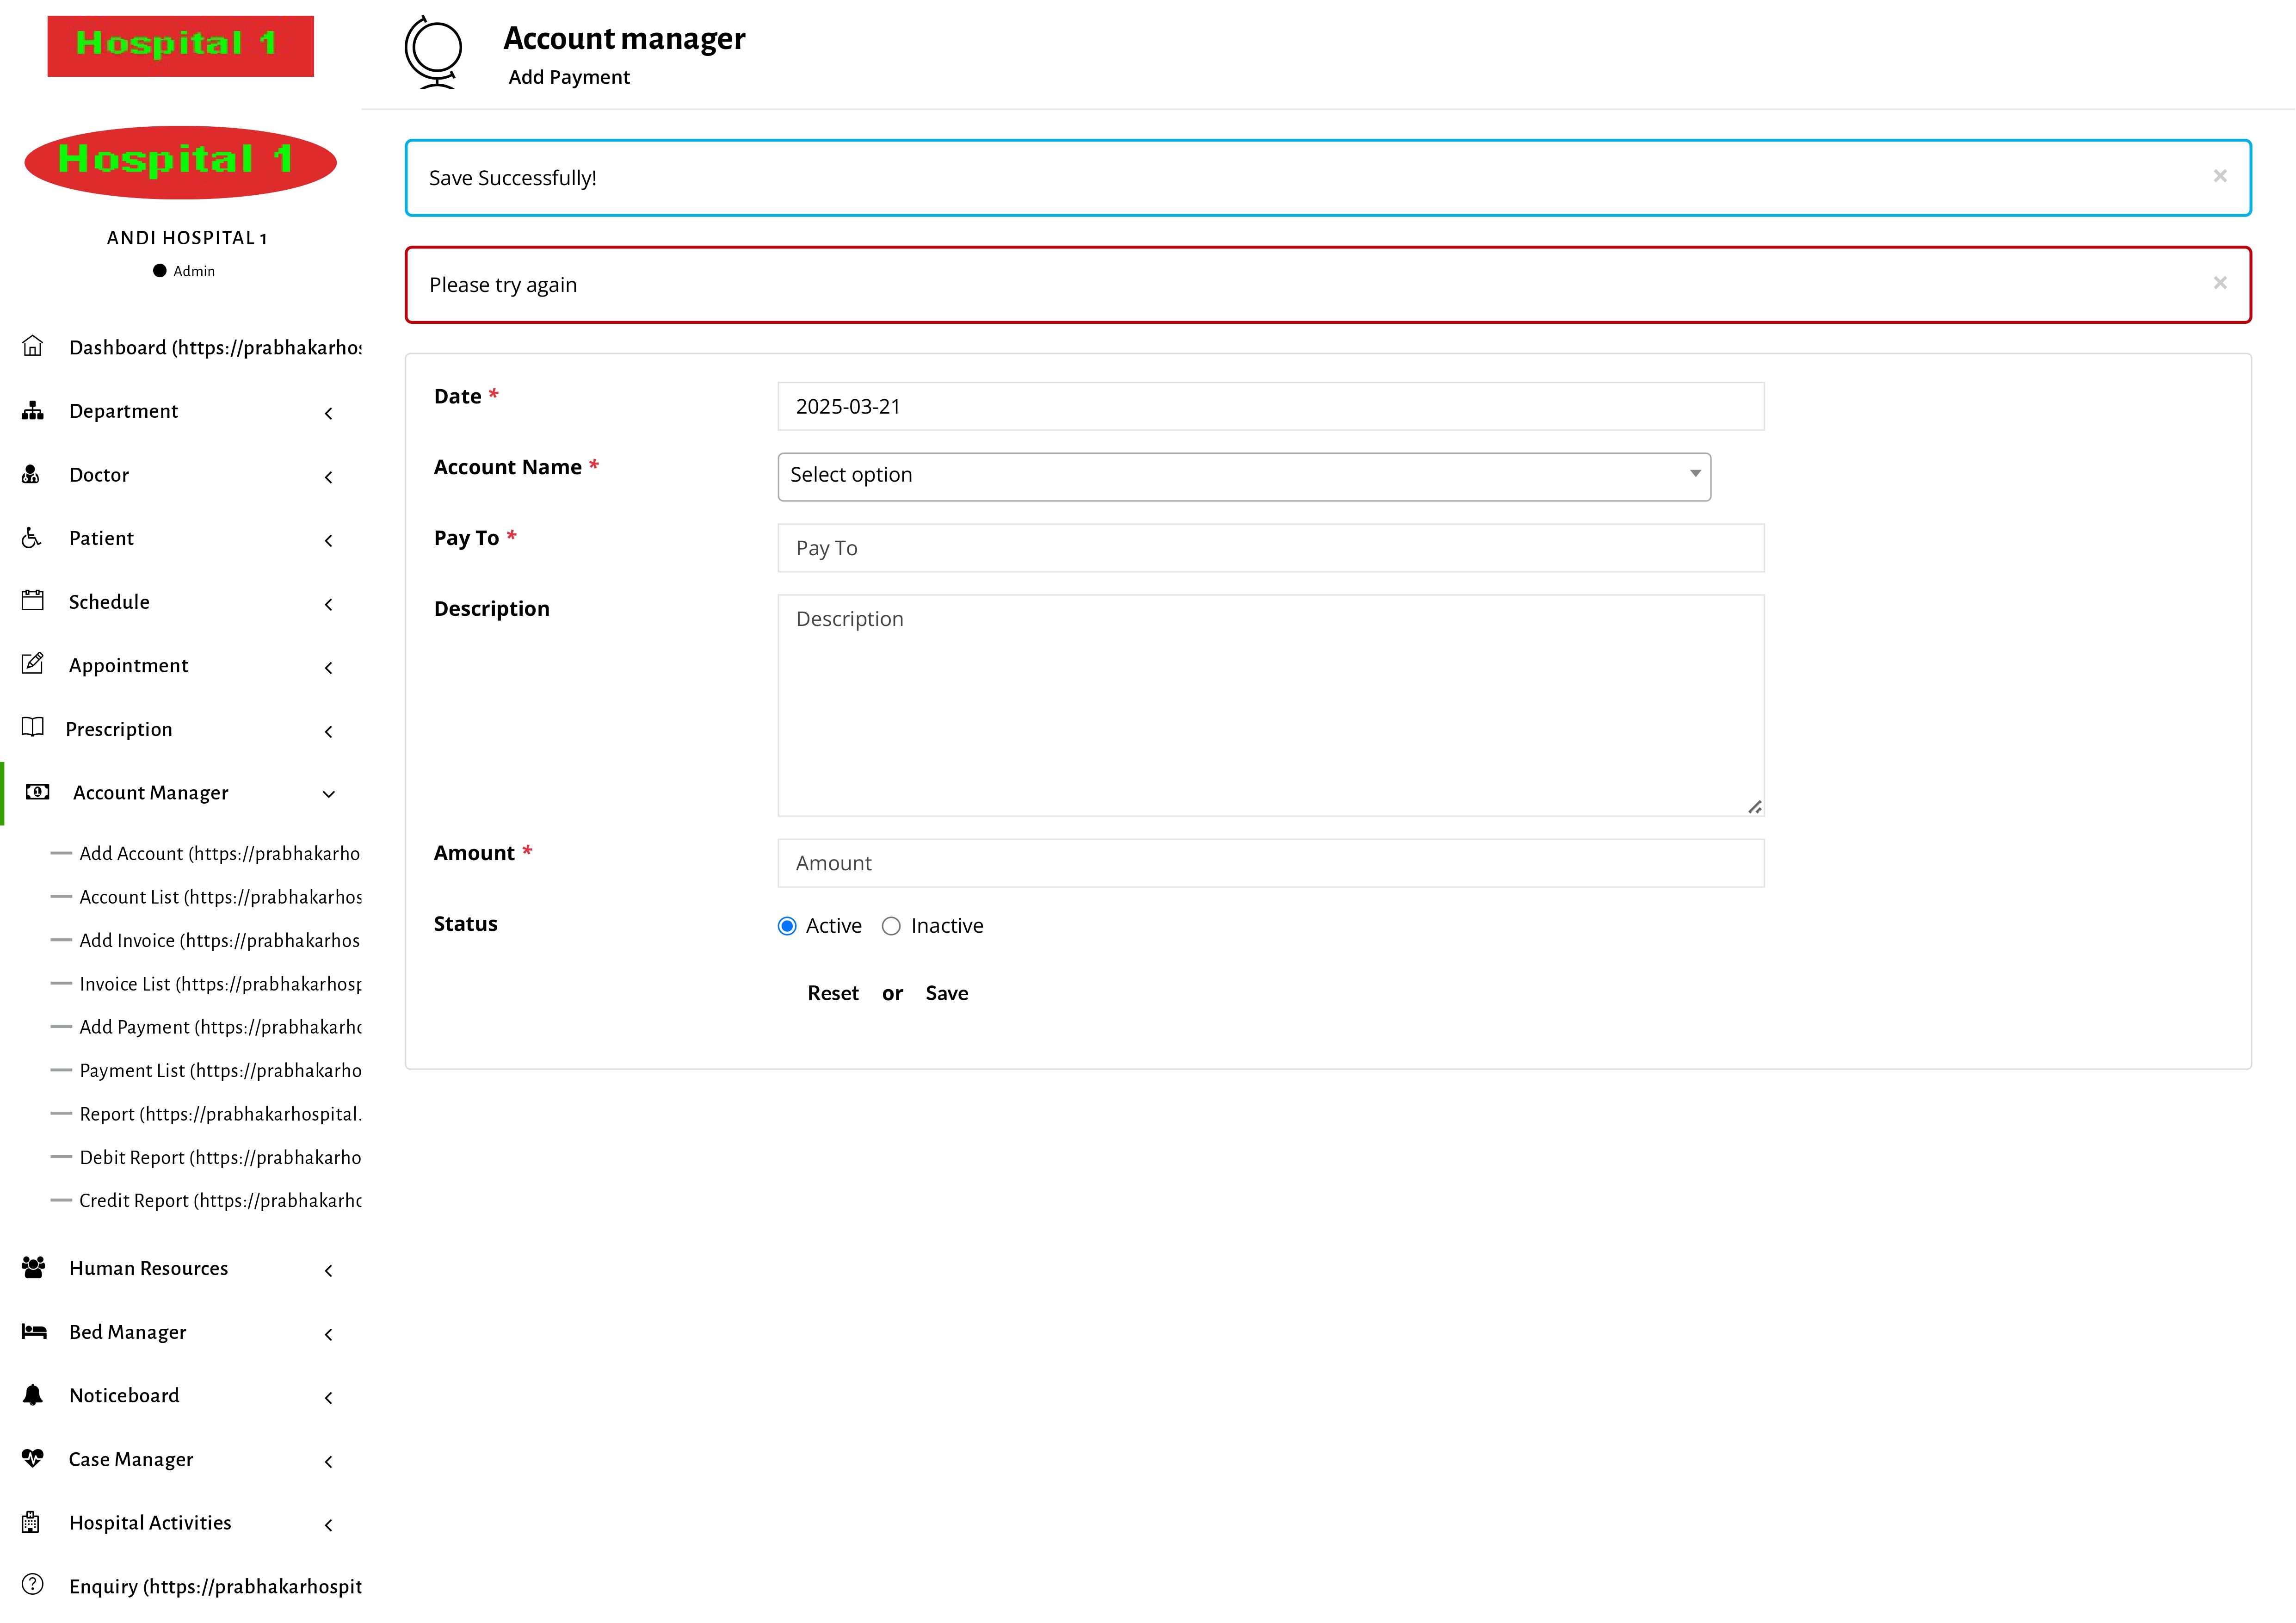 Hospital 1
Hospital 1
ANDI HOSPITAL 1
Admin
Dashboard (https://prabhakarhos
Department
Doctor
Patient
Schedule
Appointment
Prescription
Account Manager
Add Account (https://prabhakarho
Account List (https://prabhakarhos
Add Invoice (https://prabhakarhos
Invoice List (https://prabhakarhosp
Add Payment (https://prabhakarho
Payment List (https://prabhakarho
Report (https://prabhakarhospital.
Debit Report (https://prabhakarho
Credit Report (https://prabhakarho
Human Resources
Bed Manager
Noticeboard
Case Manager
Hospital Activities
Enquiry (https://prabhakarhospit
Account manager
Add Payment
Save Successfully! ×
Please try again ×
Date * 2025-03-21
Account Name * Select option
Pay To * Pay To
Description Description
Amount * Amount
Status Active Inactive
Reset or Save